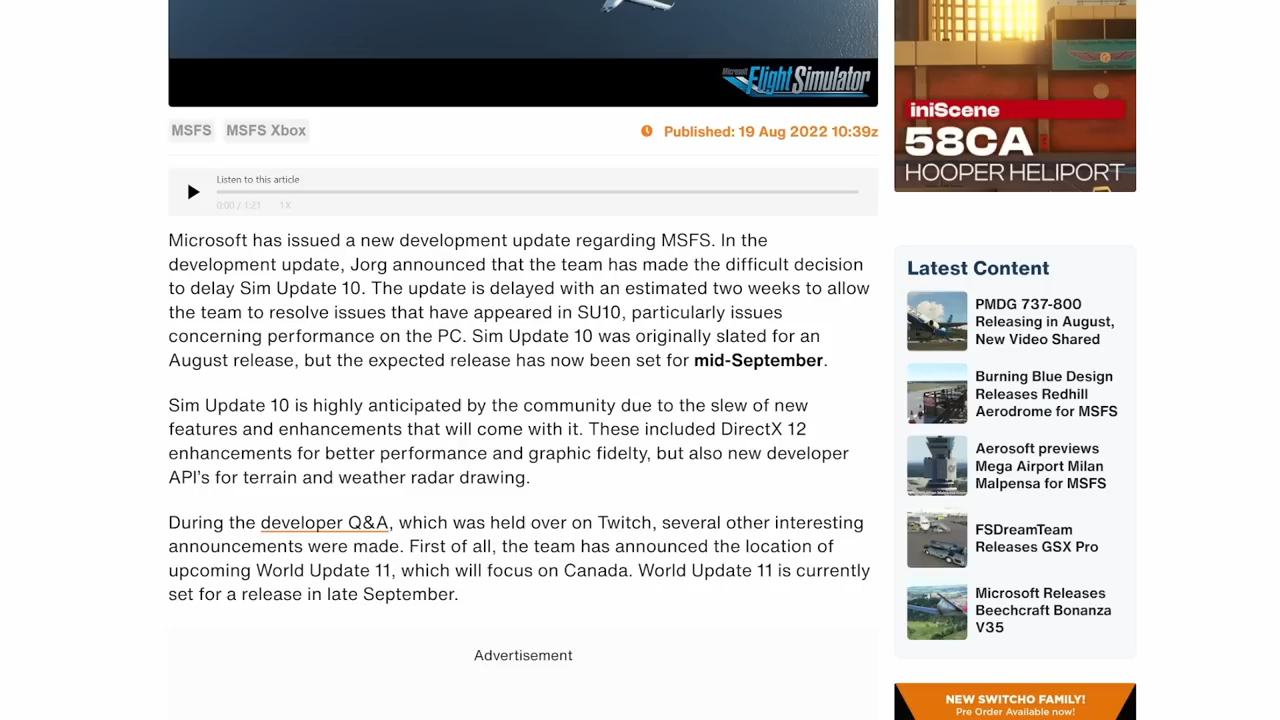 Microsoft
Flight Simulator
iniScene
58CA
HOOPER HELIPORT
MSFS MSFS Xbox
Published: 19 Aug 2022 10:39z
Listen to this article
0:00 / 1:21 1X
Microsoft has issued a new development update regarding MSFS. In the
development update, Jorg announced that the team has made the difficult decision
to delay Sim Update 10. The update is delayed with an estimated two weeks to allow
the team to resolve issues that have appeared in SU10, particularly issues
concerning performance on the PC. Sim Update 10 was originally slated for an
August release, but the expected release has now been set for mid-September.
Sim Update 10 is highly anticipated by the community due to the slew of new
features and enhancements that will come with it. These included DirectX 12
enhancements for better performance and graphic fidelty, but also new developer
API's for terrain and weather radar drawing.
During the developer Q&A, which was held over on Twitch, several other interesting
announcements were made. First of all, the team has announced the location of
upcoming World Update 11, which will focus on Canada. World Update 11 is currently
set for a release in late September.
Advertisement
Latest Content
PMDG 737-800
Releasing in August,
New Video Shared
Burning Blue Design
Releases Redhill
Aerodrome for MSFS
Aerosoft previews
Mega Airport Milan
Malpensa for MSFS
FSDreamTeam
Releases GSX Pro
Microsoft Releases
Beechcraft Bonanza
V35
NEW SWITCHO FAMILY!
Pre Order Available now!